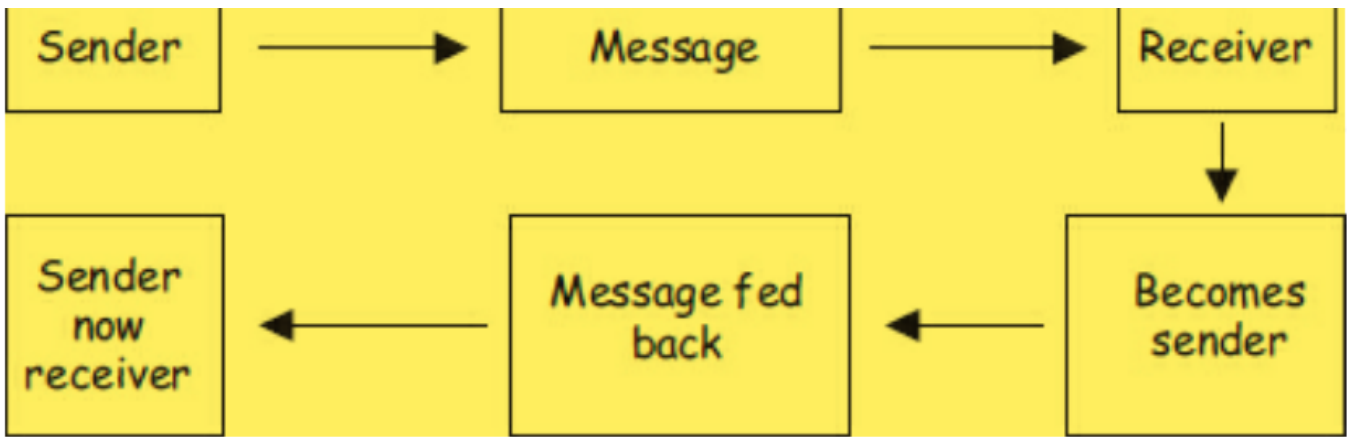 Sender
Message
Receiver
Sender
now
receiver
Message fed
back
Becomes
sender